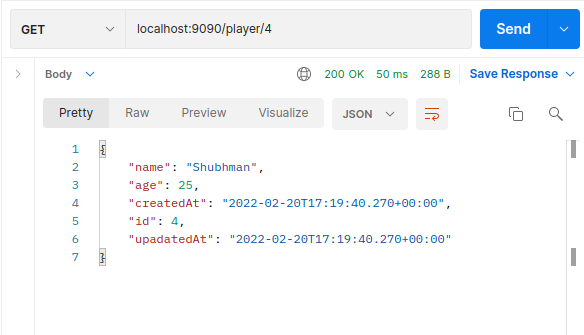 GET localhost:9090/player/4 Send
Body 200 OK 50 ms 288 B Save Response
Pretty Raw Preview Visualize JSON
1 {
2 "name": "Shubhman",
3 "age": 25,
4 "createdAt": "2022-02-20T17:19:40.270+00:00",
5 "id": 4,
6 "upadatedAt": "2022-02-20T17:19:40.270+00:00"
7 }